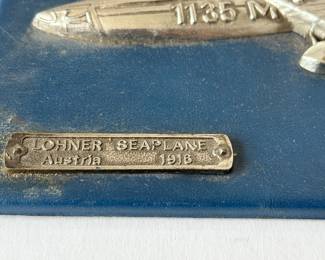 1135-M
LOHNER SEAPLANE
Austria 1916